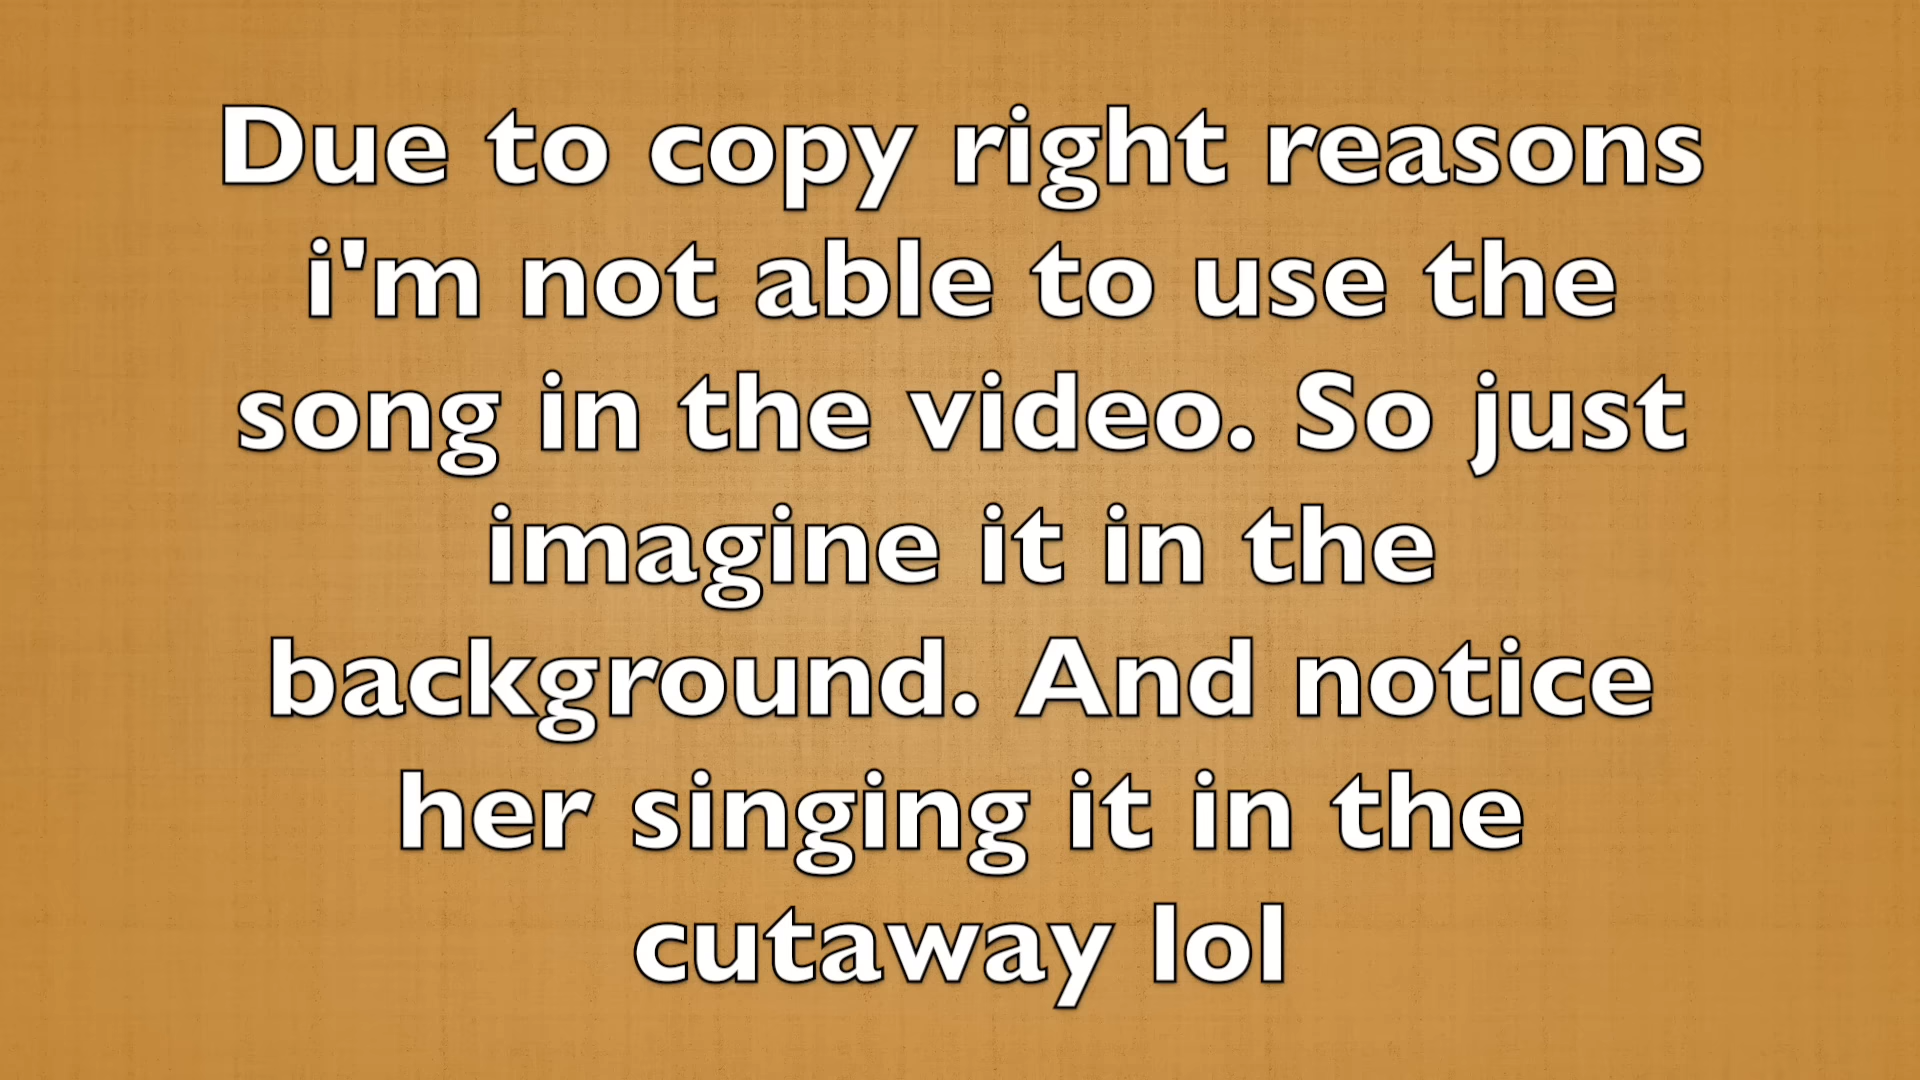 Due to copy right reasons
i'm not able to use the
song in the video. So just
imagine it in the
background. And notice
her singing it in the
cutaway lol